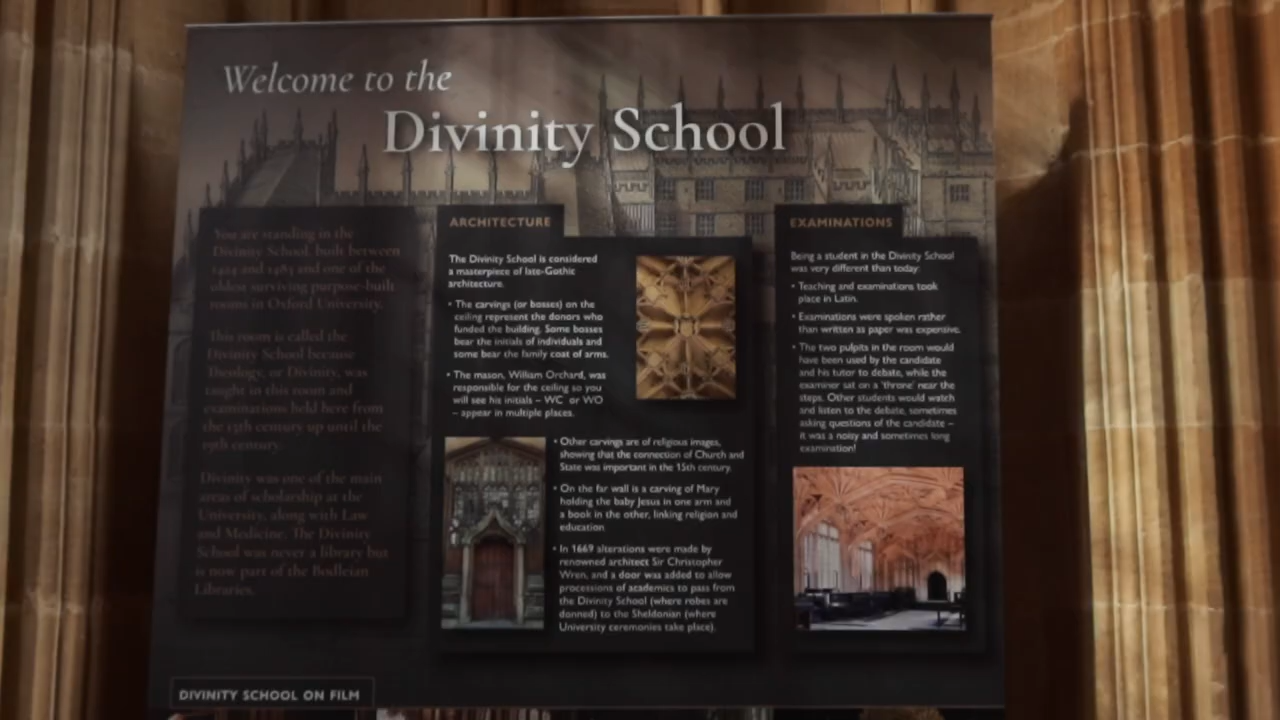 Welcome to the
Divinity School
You are standing in the
Divinity School, built between
1424 and 1483 and one of the
oldest surviving purpose-built
rooms in Oxford University.
This room is called the
Divinity School because
Theology, or Divinity, was
taught in this room and
examinations held here from
the 15th century up until the
19th century.
Divinity was one of the main
areas of scholarship at the
University, along with Law
and Medicine. The Divinity
School was never a library but
is now part of the Bodleian
Libraries.
ARCHITECTURE
The Divinity School is considered
a masterpiece of late-Gothic
architecture.
• The carvings (or bosses) on the
ceiling represent the donors who
funded the building. Some bosses
bear the initials of individuals and
some bear the family coat of arms.
• The mason, William Orchard, was
responsible for the ceiling so you
will see his initials – WC or WO
– appear in multiple places.
• Other carvings are of religious images,
showing that the connection of Church and
State was important in the 15th century.
• On the far wall is a carving of Mary
holding the baby Jesus in one arm and
a book in the other, linking religion and
education
• In 1669 alterations were made by
renowned architect Sir Christopher
Wren, and a door was added to allow
processions of academics to pass from
the Divinity School (where robes are
donned) to the Sheldonian (where
University ceremonies take place).
EXAMINATIONS
Being a student in the Divinity School
was very different than today:
• Teaching and examinations took
place in Latin.
• Examinations were spoken rather
than written as paper was expensive.
• The two pulpits in the room would
have been used by the candidate
and his tutor to debate, while the
examiner sat on a 'throne' near the
steps. Other students would watch
and listen to the debate, sometimes
asking questions of the candidate –
it was a noisy and sometimes long
examination!
DIVINITY SCHOOL ON FILM